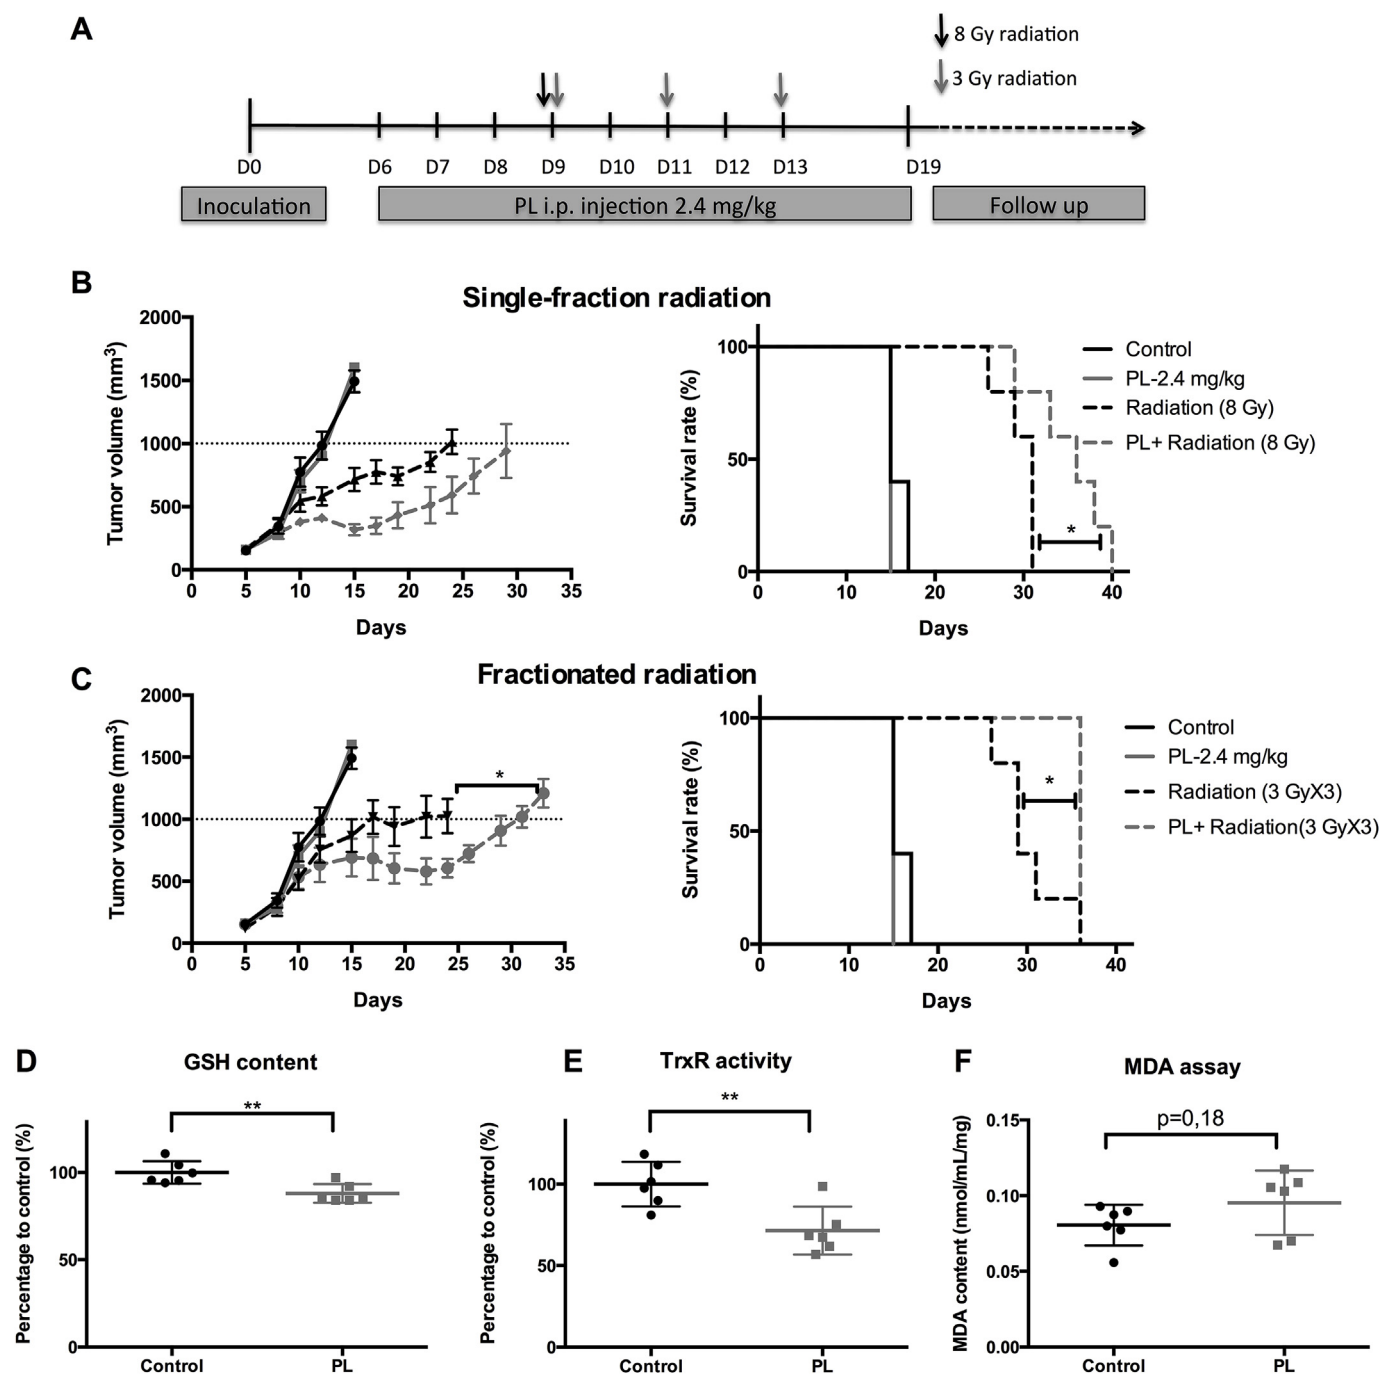 A
8 Gy radiation
3 Gy radiation
D0 D6 D7 D8 D9 D10 D11 D12 D13 D19
Inoculation PL i.p. injection 2.4 mg/kg Follow up
B
Single-fraction radiation
Tumor volume (mm3)
2000
1500
1000
500
0
0 5 10 15 20 25 30 35
Days
Survival rate (%)
100
50
0
*
0 10 20 30 40
Days
Control
PL-2.4 mg/kg
Radiation (8 Gy)
PL+ Radiation (8 Gy)
C
Fractionated radiation
Tumor volume (mm3)
2000
1500
1000
500
0
*
0 5 10 15 20 25 30 35
Days
Survival rate (%)
100
50
0
*
0 10 20 30 40
Days
Control
PL-2.4 mg/kg
Radiation (3 GyX3)
PL+ Radiation(3 GyX3)
D
GSH content
**
Percentage to control (%)
100
50
0
Control PL
E
TrxR activity
**
Percentage to control (%)
100
50
0
Control PL
F
MDA assay
p=0,18
MDA content (nmol/mL/mg)
0.15
0.10
0.05
0.00
Control PL